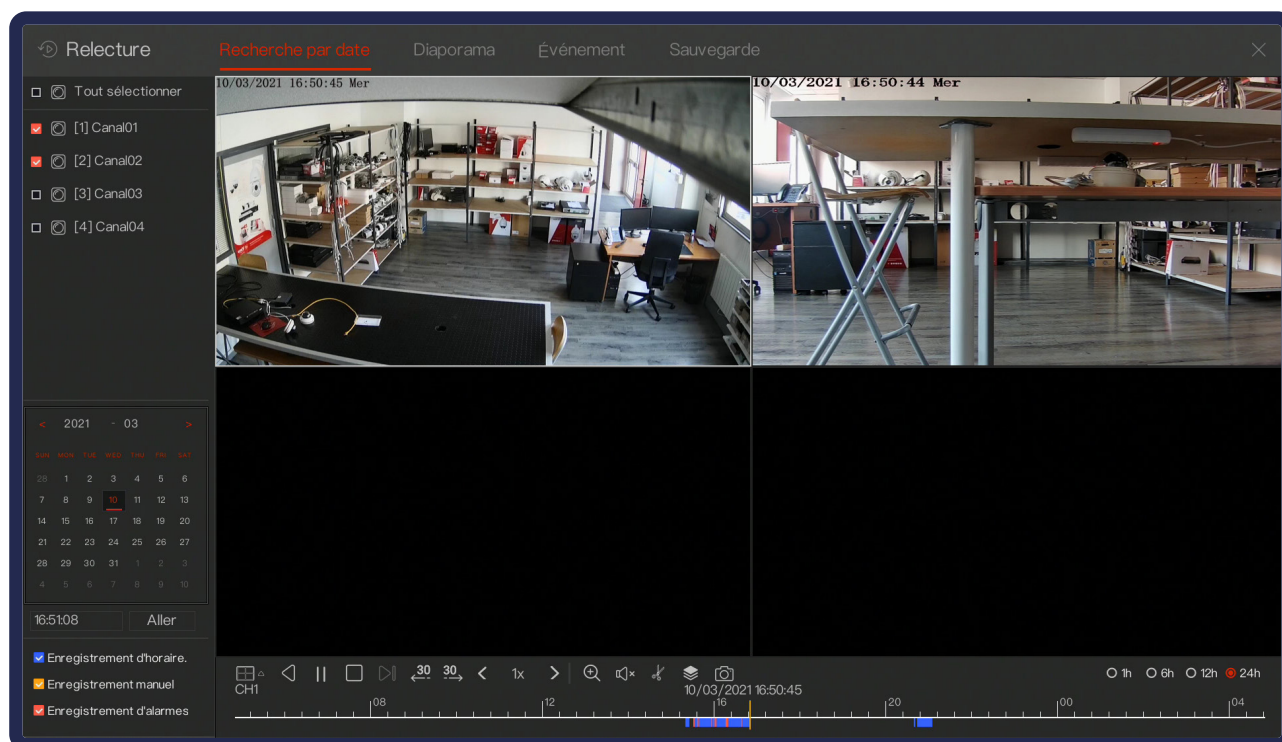 Relecture
Recherche par date Diaporama Événement Sauvegarde
Tout sélectionner
[1] Canal01
[2] Canal02
[3] Canal03
[4] Canal04
10/03/2021 16:50:45 Mer
10/03/2021 16:50:44 Mer
< 2021 - 03 >
SUN MON TUE WED THU FRI SAT
28 1 2 3 4 5 6
7 8 9 10 11 12 13
14 15 16 17 18 19 20
21 22 23 24 25 26 27
28 29 30 31 1 2 3
4 5 6 7 8 9 10
16:51:08 Aller
Enregistrement d'horaire.
Enregistrement manuel
Enregistrement d'alarmes
30 30 1x
1h 6h 12h 24h
CH1
10/03/2021 16:50:45
08 12 16 20 00 04